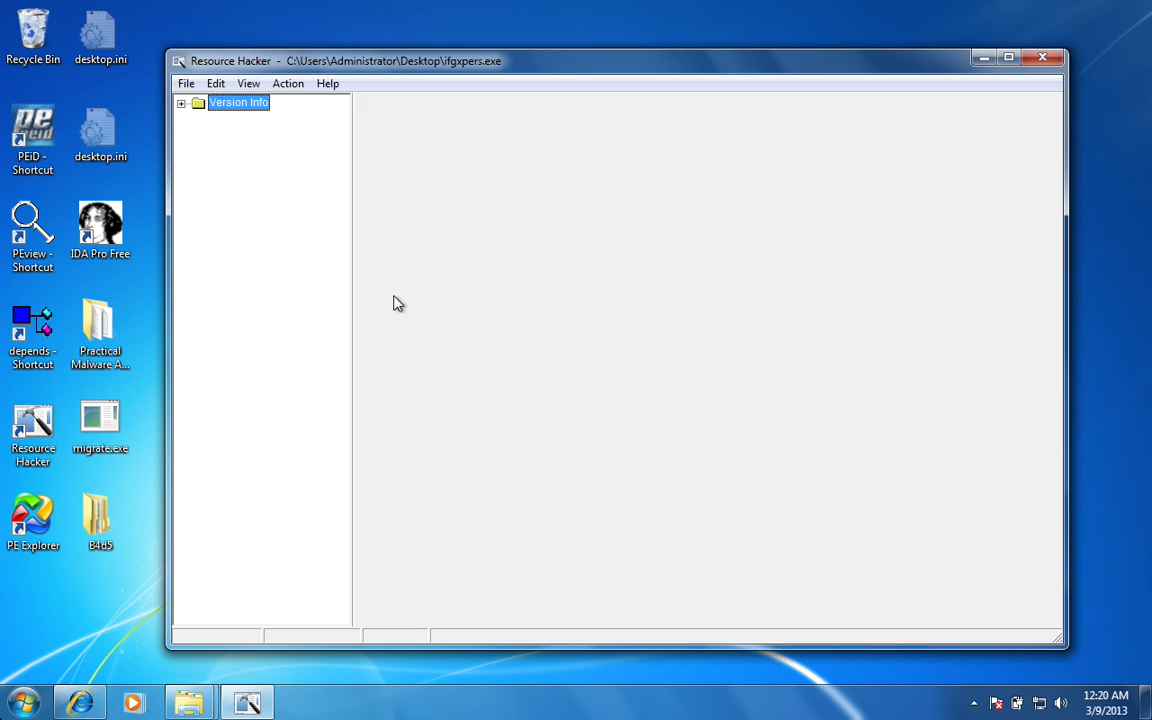 Recycle Bin
desktop.ini
PEiD -
Shortcut
desktop.ini
PEview -
Shortcut
IDA Pro Free
depends -
Shortcut
Practical
Malware A...
Resource
Hacker
migrate.exe
PE Explorer
B4d5
Resource Hacker - C:\Users\Administrator\Desktop\ifgxpers.exe
File Edit View Action Help
Version Info
12:20 AM
3/9/2013